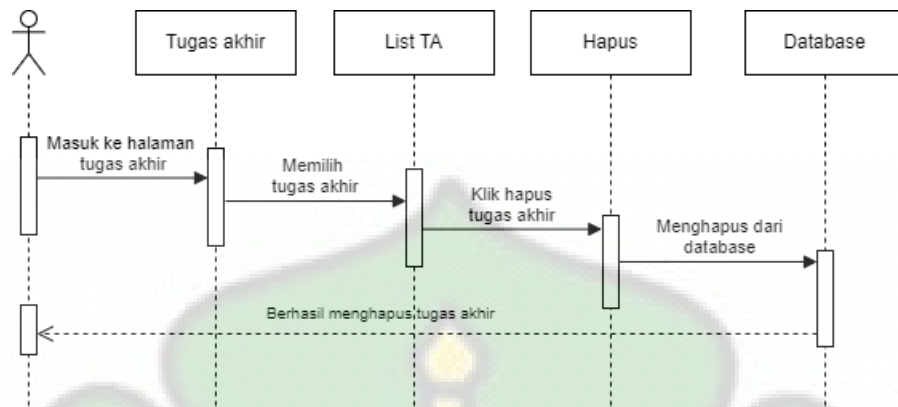 Tugas akhir
List TA
Hapus
Database
Masuk ke halaman
tugas akhir
Memilih
tugas akhir
Klik hapus
tugas akhir
Menghapus dari
database
Berhasil menghapus tugas akhir